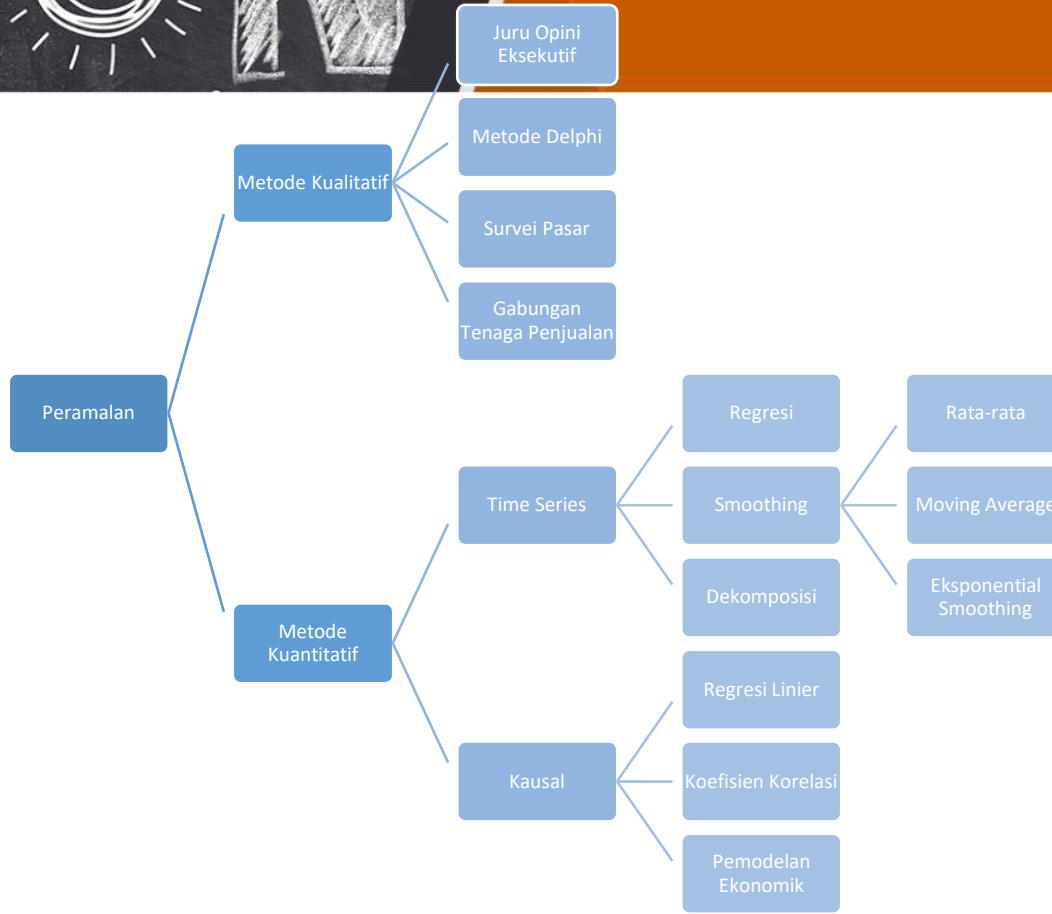 Juru Opini
Eksekutif
Metode Delphi
Metode Kualitatif
Survei Pasar
Gabungan
Tenaga Penjualan
Peramalan
Regresi
Rata-rata
Time Series
Smoothing
Moving Average
Dekomposisi
Eksponential
Smoothing
Metode
Kuantitatif
Regresi Linier
Kausal
Koefisien Korelasi
Pemodelan
Ekonomik